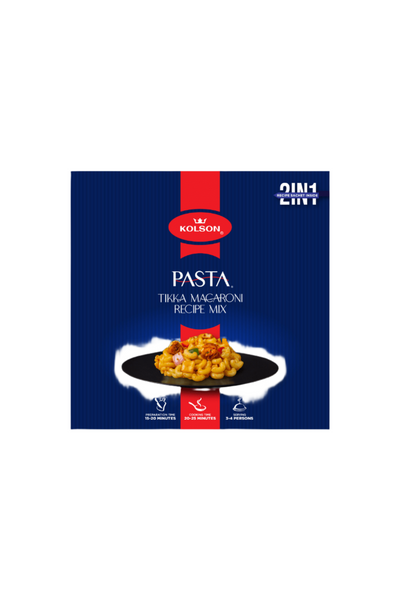 2IN1
RECIPE SACHET INSIDE
KOLSON®
PASTA
TIKKA MACARONI
RECIPE MIX
PREPARATION TIME
15-20 MINUTES
COOKING TIME
20-25 MINUTES
SERVING
3-4 PERSONS